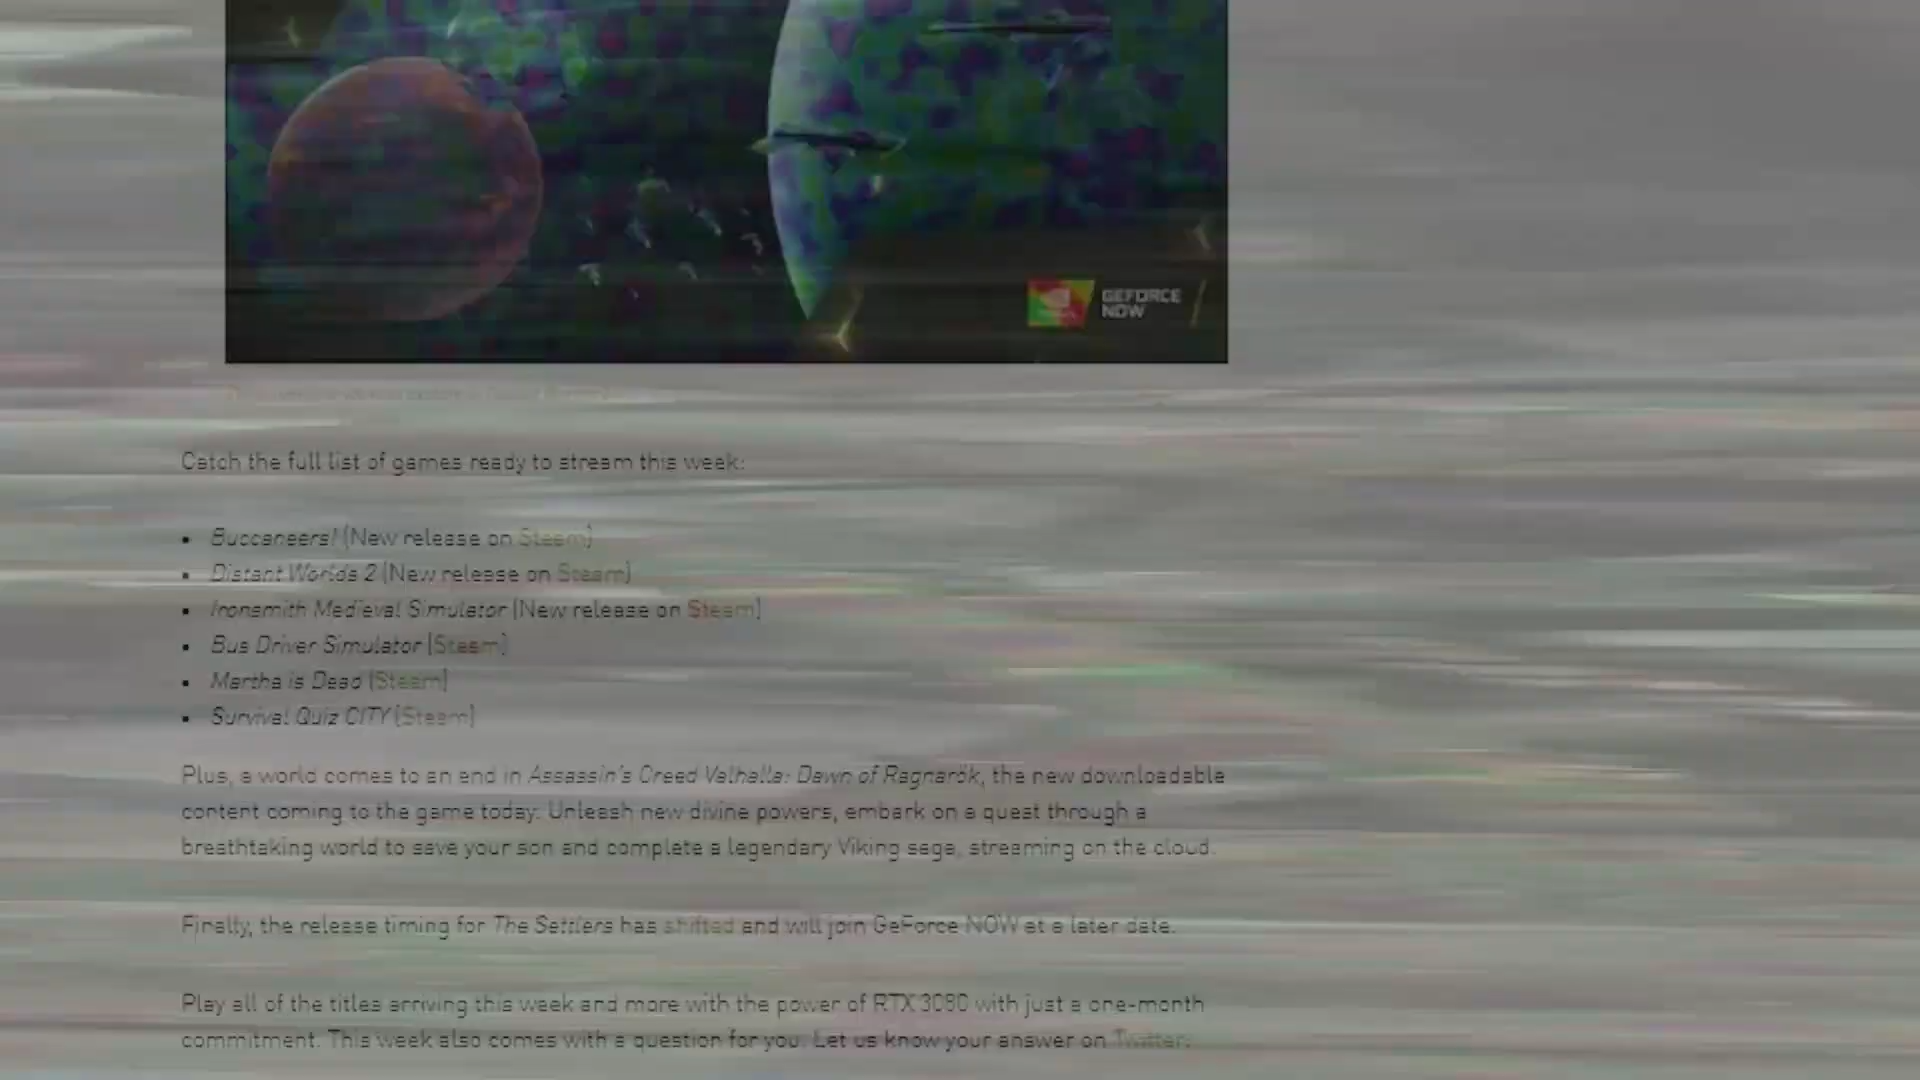 GEFORCE
NOW
Catch the full list of games ready to stream this week:
Buccaneers! (New release on Steam)
Distant Worlds 2 (New release on Steam)
Ironsmith Medieval Simulator (New release on Steam)
Bus Driver Simulator (Steam)
Martha is Dead (Steam)
Survival Quiz CITY (Steam)
Plus, a world comes to an end in Assassin's Creed Valhalla: Dawn of Ragnarök, the new downloadable
content coming to the game today. Unleash new divine powers, embark on a quest through a
breathtaking world to save your son and complete a legendary Viking saga, streaming on the cloud.
Finally, the release timing for The Settlers has shifted and will join GeForce NOW at a later date.
Play all of the titles arriving this week and more with the power of RTX 3080 with just a one-month
commitment. This week also comes with a question for you. Let us know your answer on Twitter: